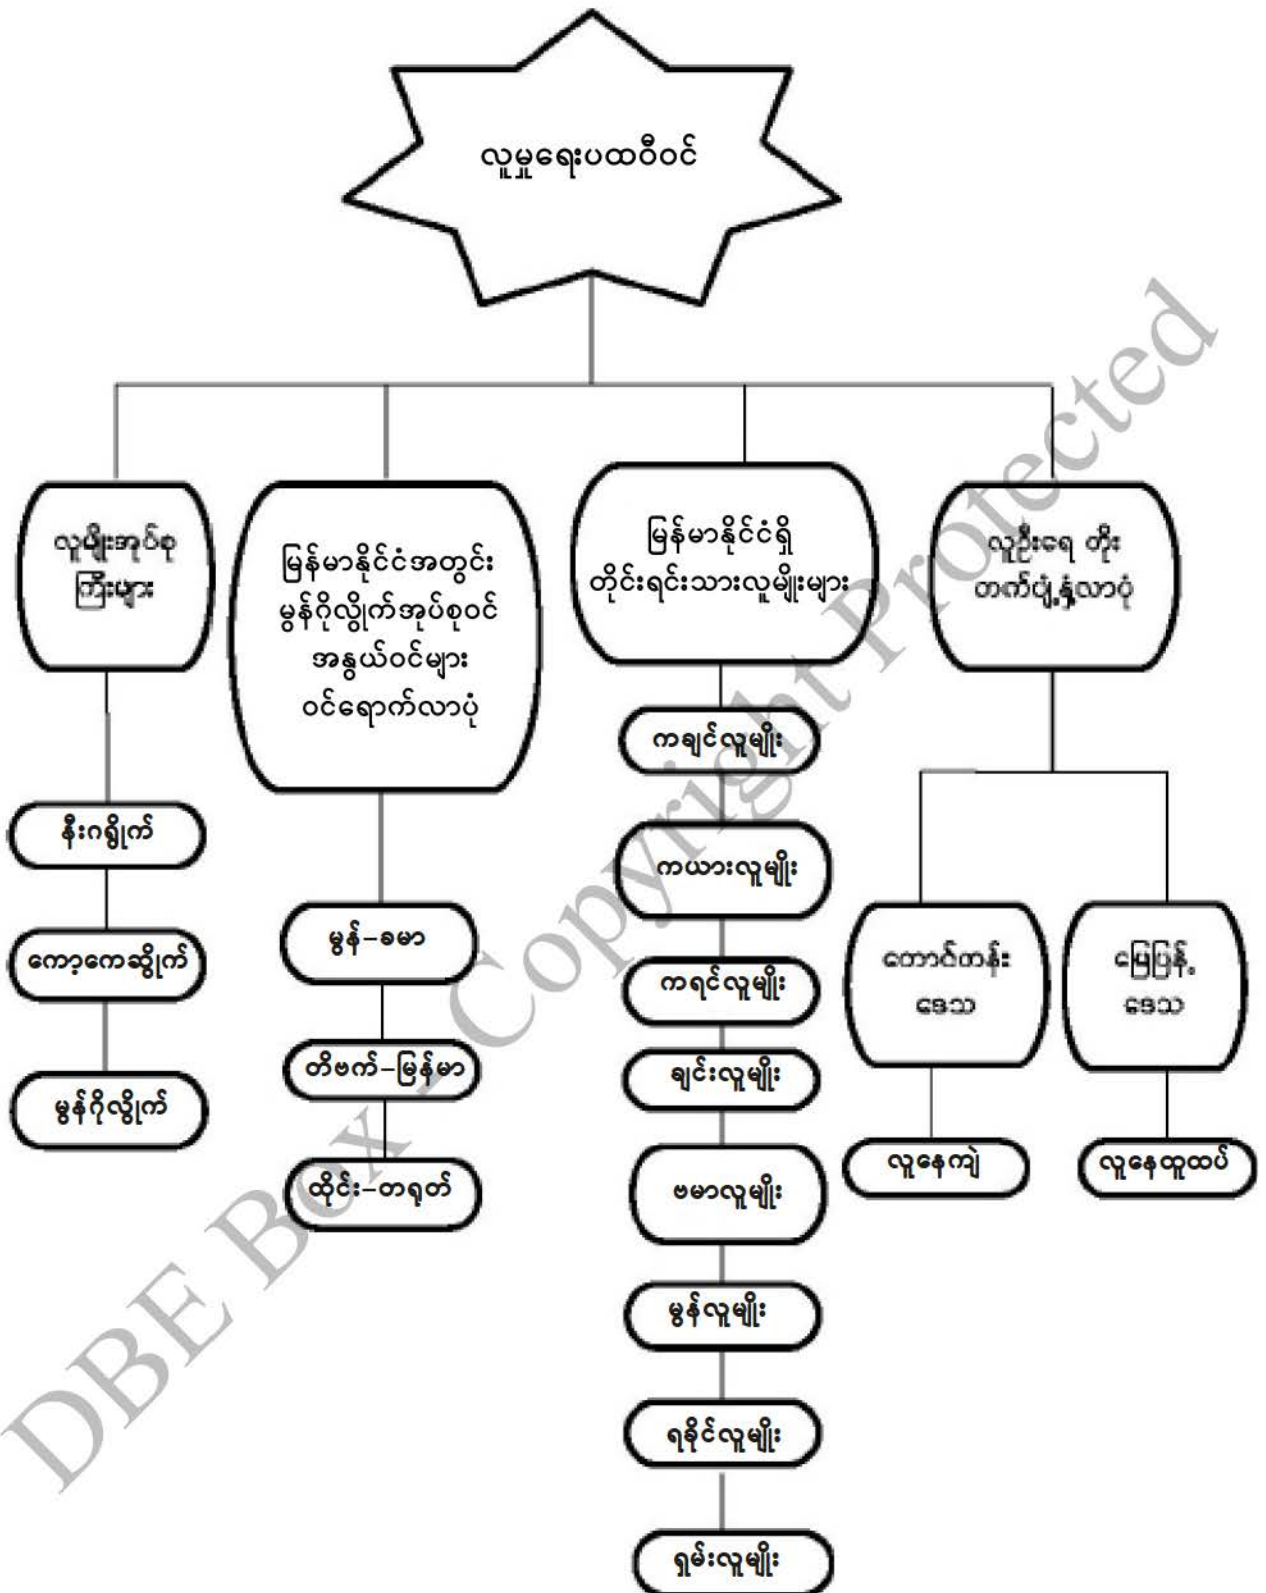 လူမှုရေးပထဝီဝင်
လူမျိုးအုပ်စု
ကြီးများ
နီးဂရွိုက်
ကော့ကေဆွိုက်
မွန်ဂိုလွိုက်
မြန်မာနိုင်ငံအတွင်း
မွန်ဂိုလွိုက်အုပ်စုဝင်
အနွယ်ဝင်များ
ဝင်ရောက်လာပုံ
မွန်–ခမာ
တိဗက်–မြန်မာ
ထိုင်း–တရုတ်
မြန်မာနိုင်ငံရှိ
တိုင်းရင်းသားလူမျိုးများ
ကချင်လူမျိုး
ကယားလူမျိုး
ကရင်လူမျိုး
ချင်းလူမျိုး
ဗမာလူမျိုး
မွန်လူမျိုး
ရခိုင်လူမျိုး
ရှမ်းလူမျိုး
လူဦးရေ တိုး
တက်ပျံ့နှံ့လာပုံ
တောင်တန်း
ဒေသ
လူနေကျဲ
မြေပြန့်
ဒေသ
လူနေထူထပ်
DBE Box - Copyright Protected